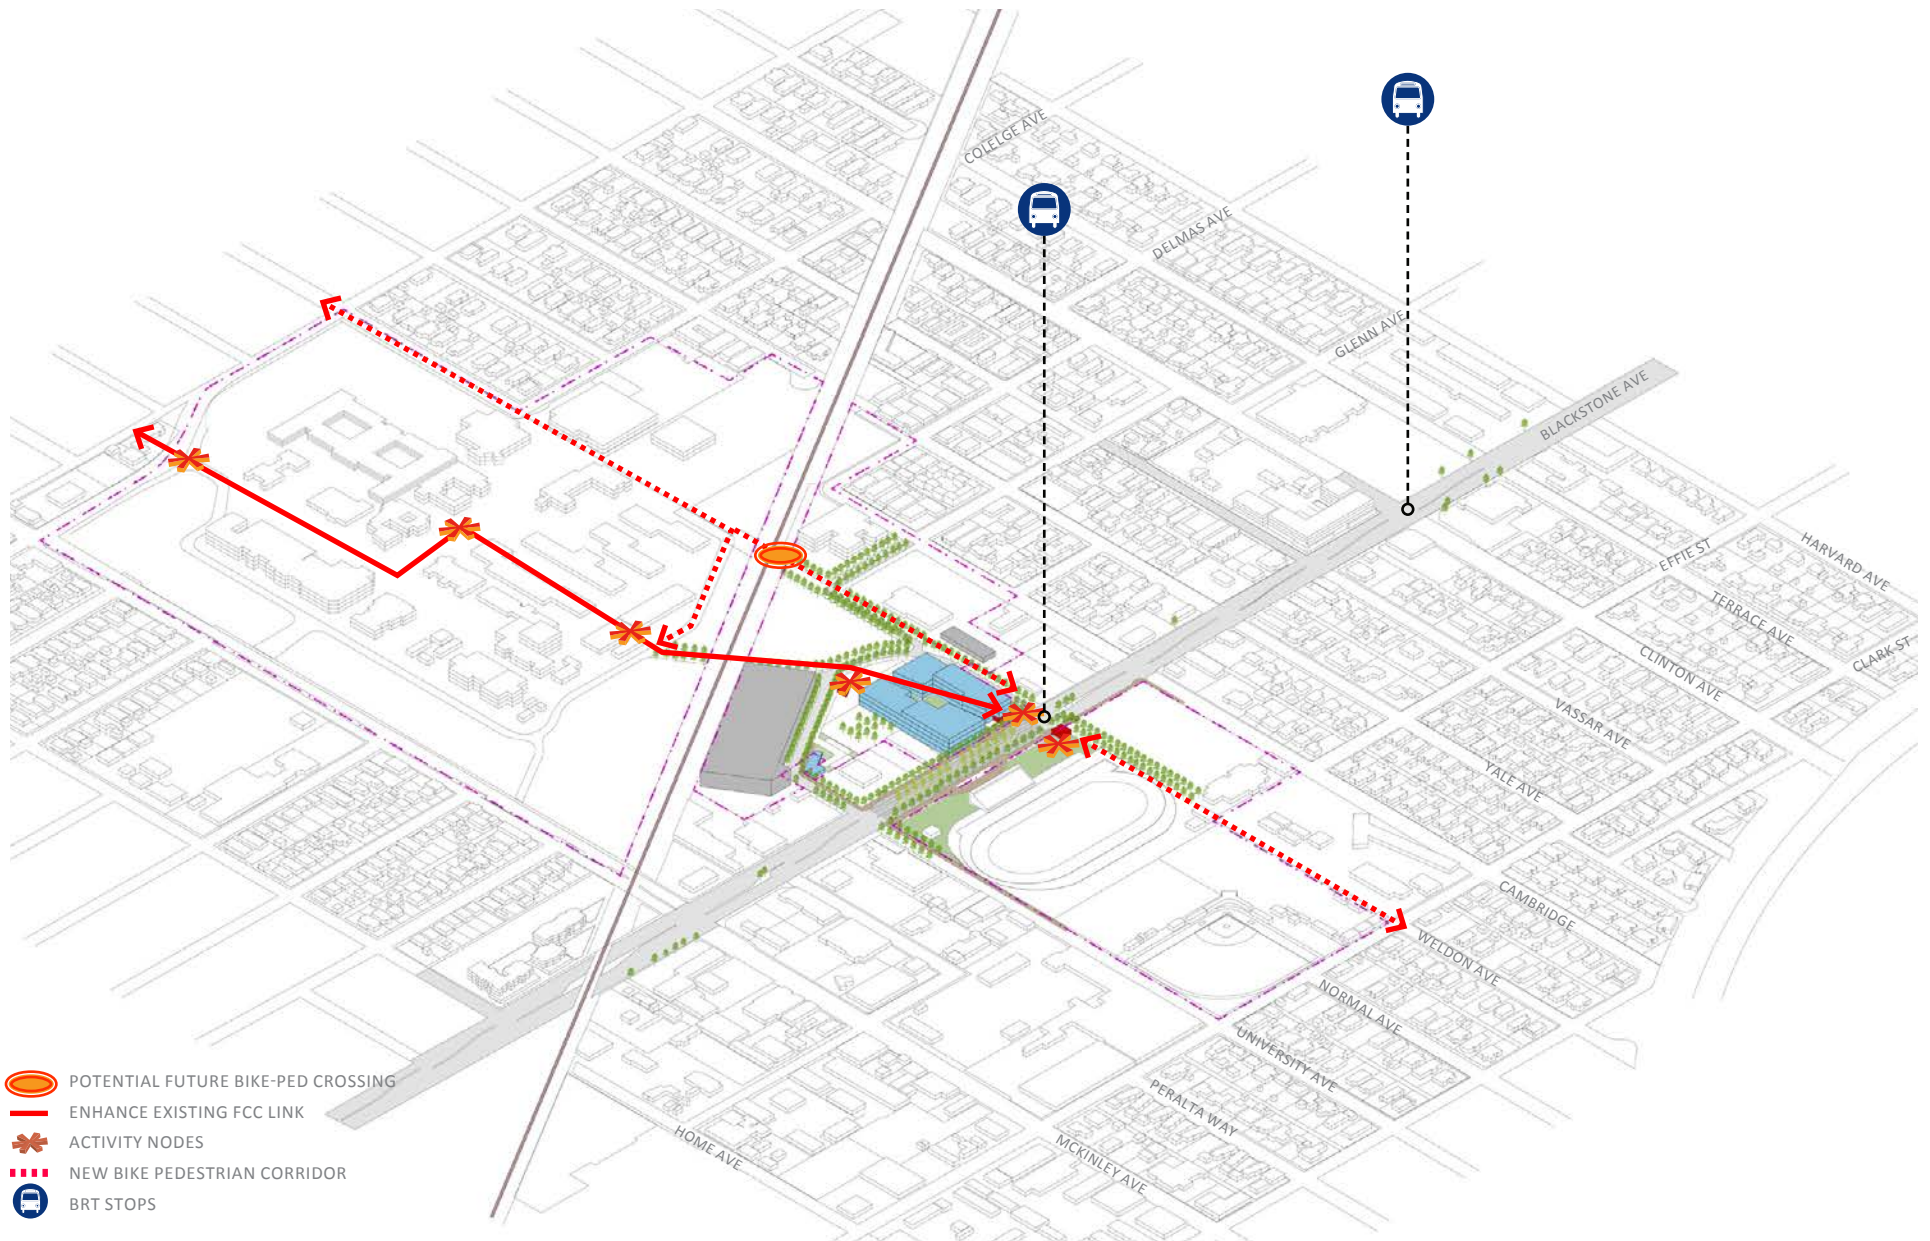 COLELGE AVE
DELMAS AVE
GLENN AVE
BLACKSTONE AVE
HARVARD AVE
EFFIE ST
TERRACE AVE
CLARK ST
CLINTON AVE
VASSAR AVE
YALE AVE
CAMBRIDGE
WELDON AVE
NORMAL AVE
UNIVERSITY AVE
PERALTA WAY
MCKINLEY AVE
HOME AVE
POTENTIAL FUTURE BIKE-PED CROSSING
ENHANCE EXISTING FCC LINK
ACTIVITY NODES
NEW BIKE PEDESTRIAN CORRIDOR
BRT STOPS